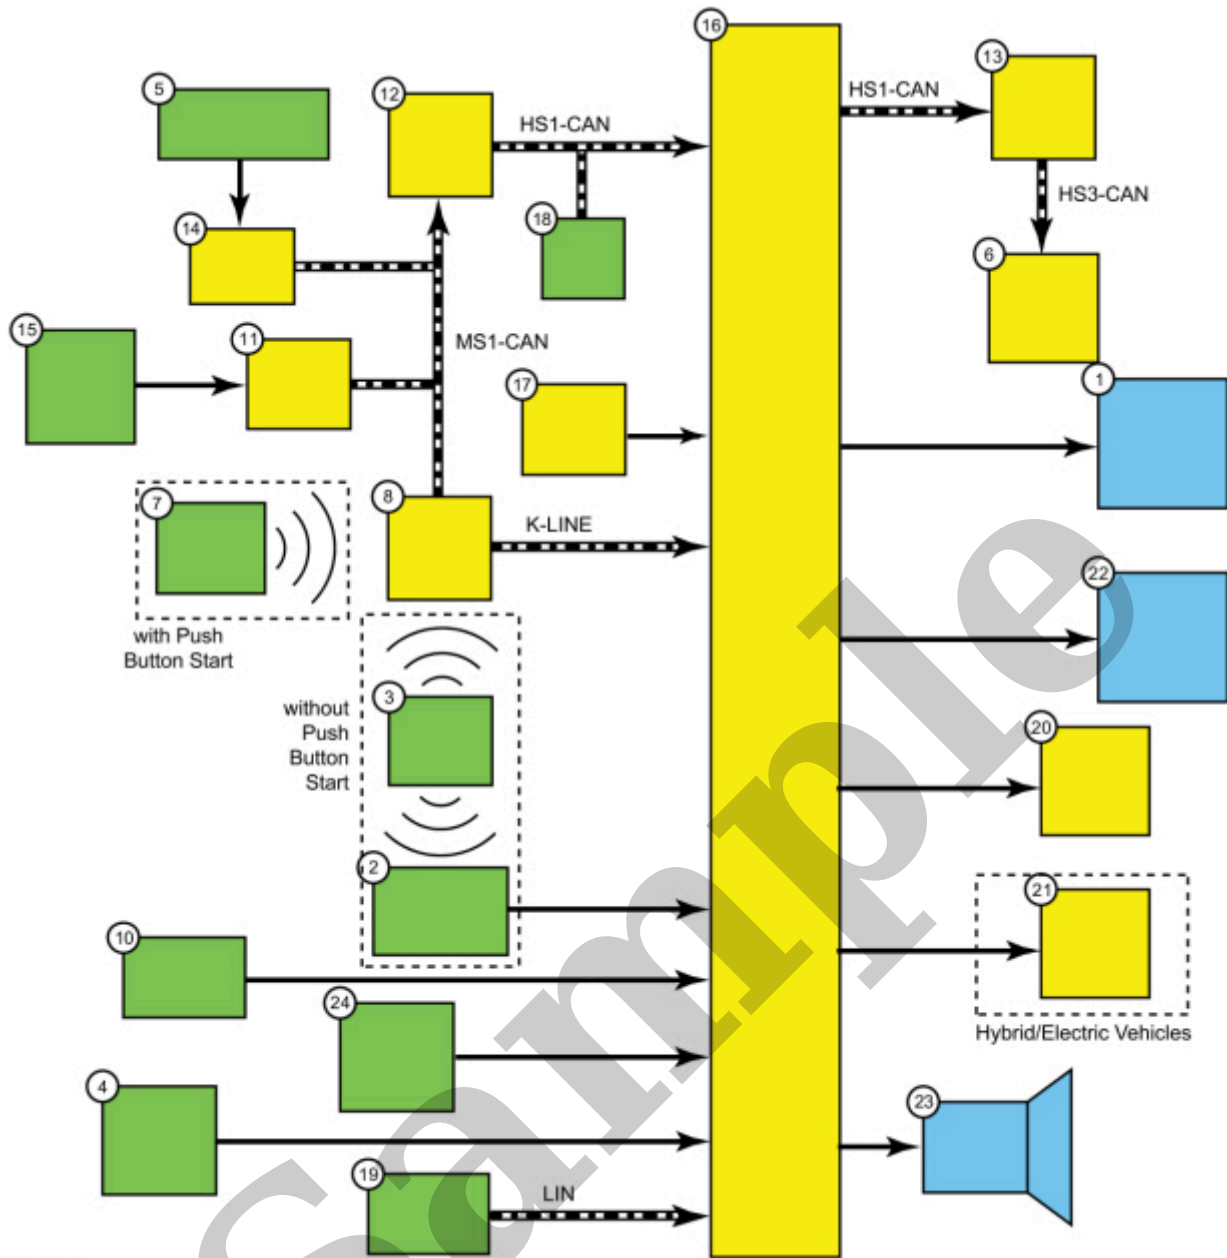 16
13
5
12
HS1-CAN
HS1-CAN
HS3-CAN
18
14
6
15
11
MS1-CAN
17
1
7
8
K-LINE
22
with Push
Button Start
3
without
Push
Button
Start
20
2
21
10
24
Hybrid/Electric Vehicles
4
23
19
LIN
Sample